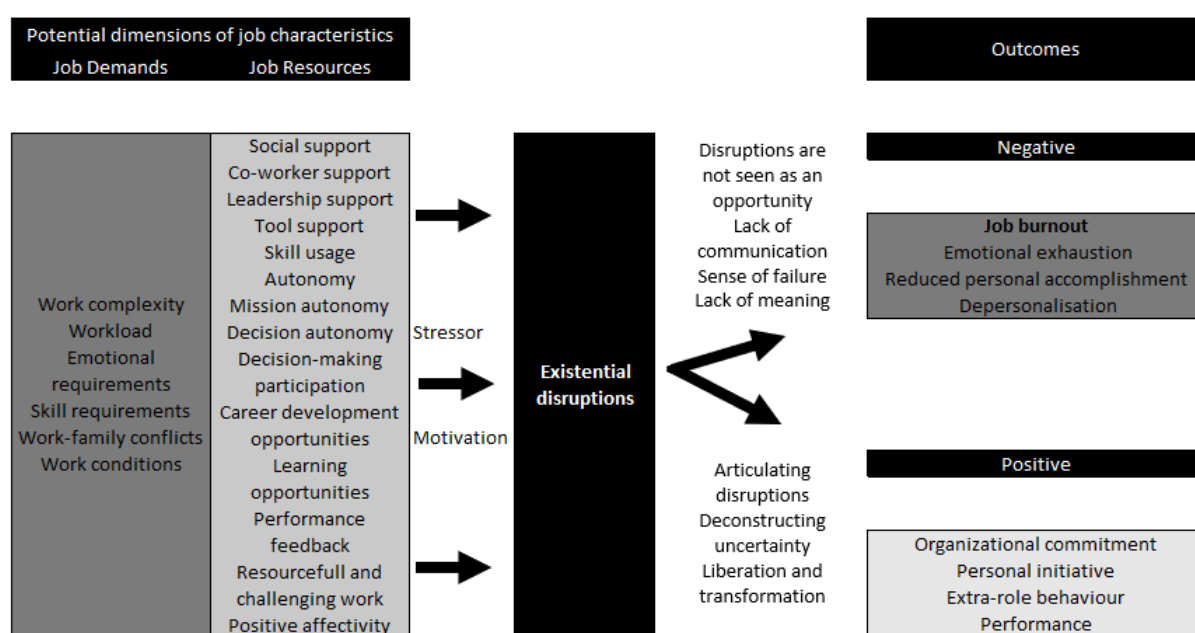 Potential dimensions of job characteristics
Job Demands
Job Resources
Outcomes
Work complexity
Workload
Emotional
requirements
Skill requirements
Work-family conflicts
Work conditions
Social support
Co-worker support
Leadership support
Tool support
Skill usage
Autonomy
Mission autonomy
Decision autonomy
Decision-making
participation
Career development
opportunities
Learning
opportunities
Performance
feedback
Resourcefull and
challenging work
Positive affectivity
Stressor
Motivation
Existential
disruptions
Disruptions are
not seen as an
opportunity
Lack of
communication
Sense of failure
Lack of meaning
Articulating
disruptions
Deconstructing
uncertainty
Liberation and
transformation
Negative
Job burnout
Emotional exhaustion
Reduced personal accomplishment
Depersonalisation
Positive
Organizational commitment
Personal initiative
Extra-role behaviour
Performance